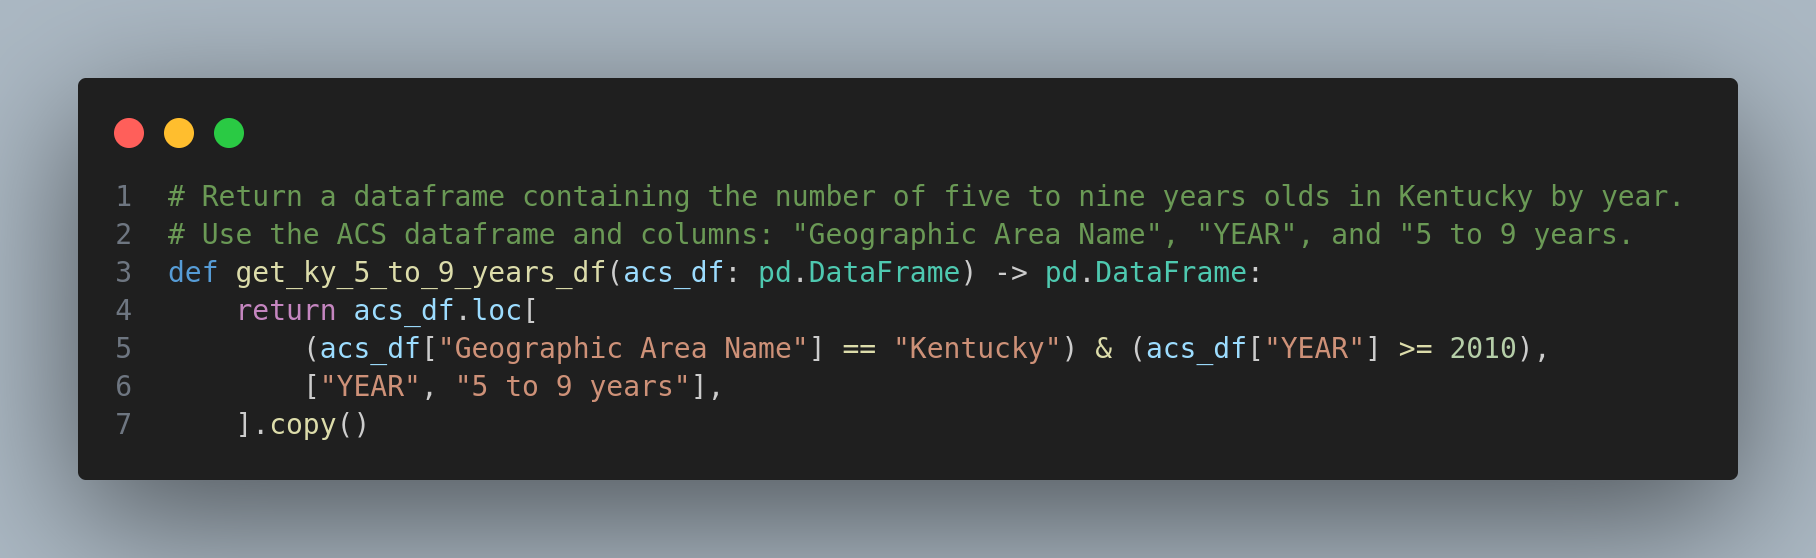 1 # Return a dataframe containing the number of five to nine years olds in Kentucky by year.
2 # Use the ACS dataframe and columns: "Geographic Area Name", "YEAR", and "5 to 9 years.
3 def get_ky_5_to_9_years_df(acs_df: pd.DataFrame) -> pd.DataFrame:
4     return acs_df.loc[
5         (acs_df["Geographic Area Name"] == "Kentucky") & (acs_df["YEAR"] >= 2010),
6         ["YEAR", "5 to 9 years"],
7     ].copy()